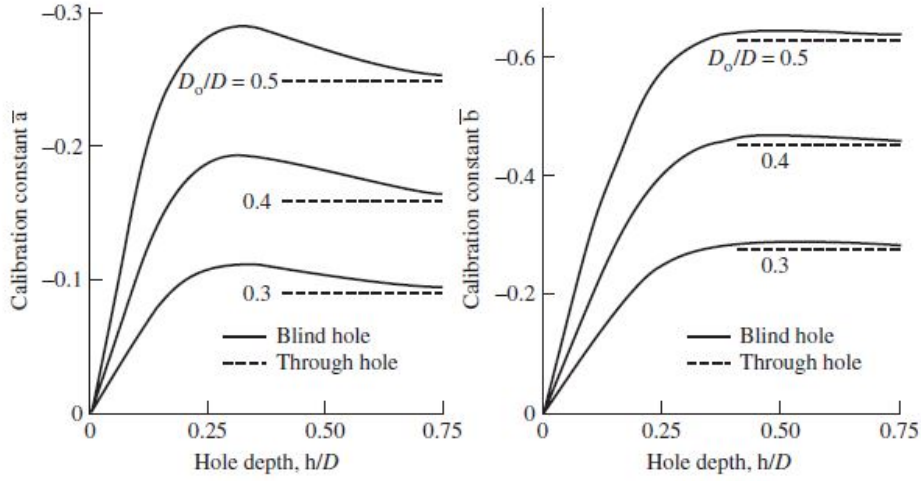 –0.3
–0.2
–0.1
0
Calibration constant a̅
D₀/D = 0.5
0.4
0.3
Blind hole
Through hole
0
0.25
0.50
0.75
Hole depth, h/D
–0.6
–0.4
–0.2
0
Calibration constant b̅
D₀/D = 0.5
0.4
0.3
Blind hole
Through hole
0
0.25
0.50
0.75
Hole depth, h/D